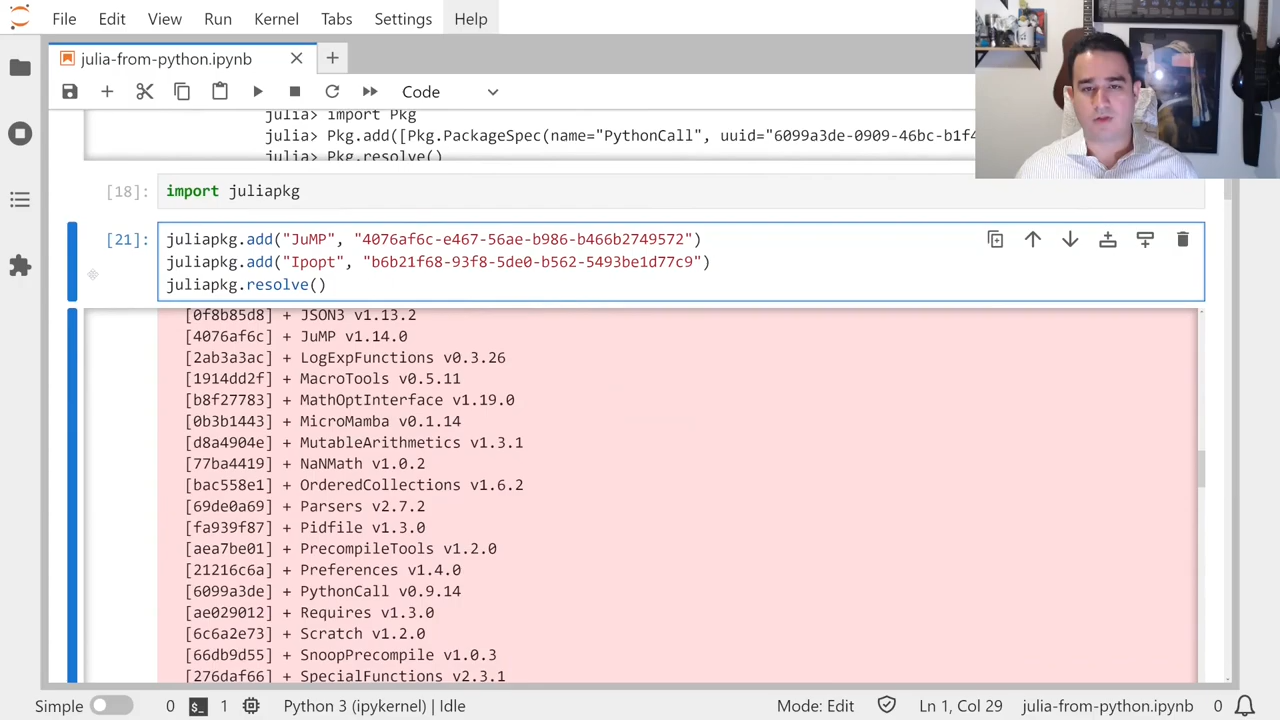 File Edit View Run Kernel Tabs Settings Help
julia-from-python.ipynb
Code
julia> import Pkg
julia> Pkg.add([Pkg.PackageSpec(name="PythonCall", uuid="6099a3de-0909-46bc-b1f4
julia> Pkg.resolve()
[18]: import juliapkg
[21]: juliapkg.add("JuMP", "4076af6c-e467-56ae-b986-b466b2749572")
juliapkg.add("Ipopt", "b6b21f68-93f8-5de0-b562-5493be1d77c9")
juliapkg.resolve()
[0f8b85d8] + JSON3 v1.13.2
[4076af6c] + JuMP v1.14.0
[2ab3a3ac] + LogExpFunctions v0.3.26
[1914dd2f] + MacroTools v0.5.11
[b8f27783] + MathOptInterface v1.19.0
[0b3b1443] + MicroMamba v0.1.14
[d8a4904e] + MutableArithmetics v1.3.1
[77ba4419] + NaNMath v1.0.2
[bac558e1] + OrderedCollections v1.6.2
[69de0a69] + Parsers v2.7.2
[fa939f87] + Pidfile v1.3.0
[aea7be01] + PrecompileTools v1.2.0
[21216c6a] + Preferences v1.4.0
[6099a3de] + PythonCall v0.9.14
[ae029012] + Requires v1.3.0
[6c6a2e73] + Scratch v1.2.0
[66db9d55] + SnoopPrecompile v1.0.3
[276daf66] + SpecialFunctions v2.3.1
Simple 0 1 Python 3 (ipykernel) | Idle Mode: Edit Ln 1, Col 29 julia-from-python.ipynb 0